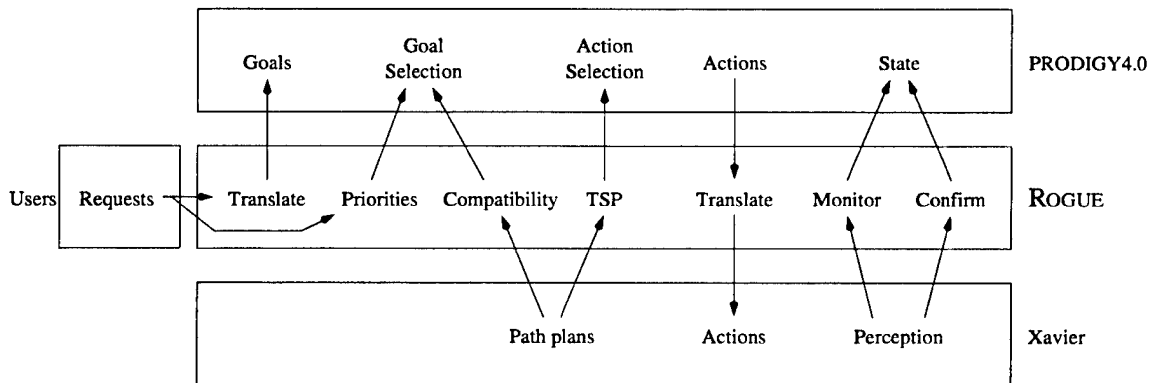 Goals
Goal
Selection
Action
Selection
Actions
State
PRODIGY4.0
Users
Requests
Translate
Priorities
Compatibility
TSP
Translate
Monitor
Confirm
ROGUE
Path plans
Actions
Perception
Xavier